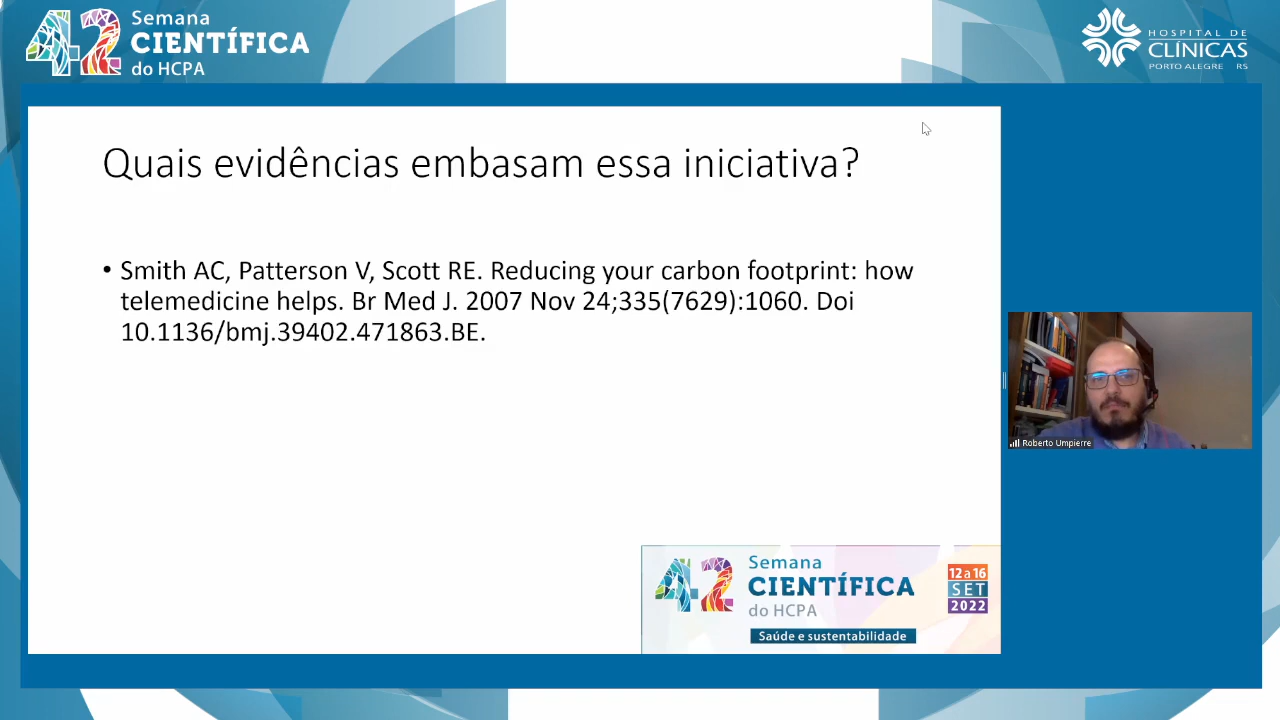 42 Semana
CIENTÍFICA
do HCPA
HOSPITAL DE
CLÍNICAS
PORTO ALEGRE RS
Quais evidências embasam essa iniciativa?
• Smith AC, Patterson V, Scott RE. Reducing your carbon footprint: how
telemedicine helps. Br Med J. 2007 Nov 24;335(7629):1060. Doi
10.1136/bmj.39402.471863.BE.
Roberto Umpierre
42 Semana
CIENTÍFICA
do HCPA
Saúde e sustentabilidade
12 a 16
SET
2022